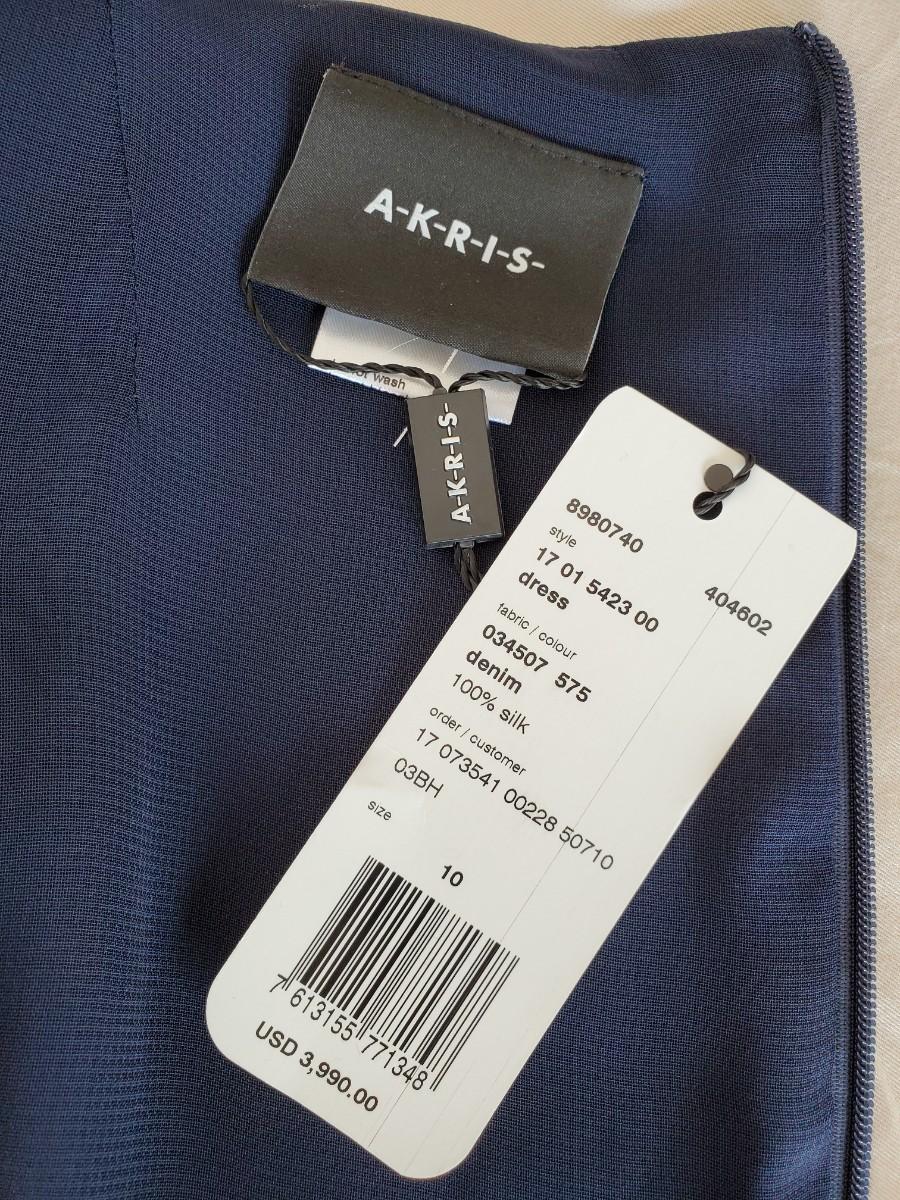 A-K-R-I-S-
wash
A-K-R-I-S-
8980740
404602
style
17 01 5423 00
dress
fabric / colour
034507 575
denim
100% silk
order / customer
17 073541 00228 50710
03BH
size
10
7 613155 771348
USD 3,990.00